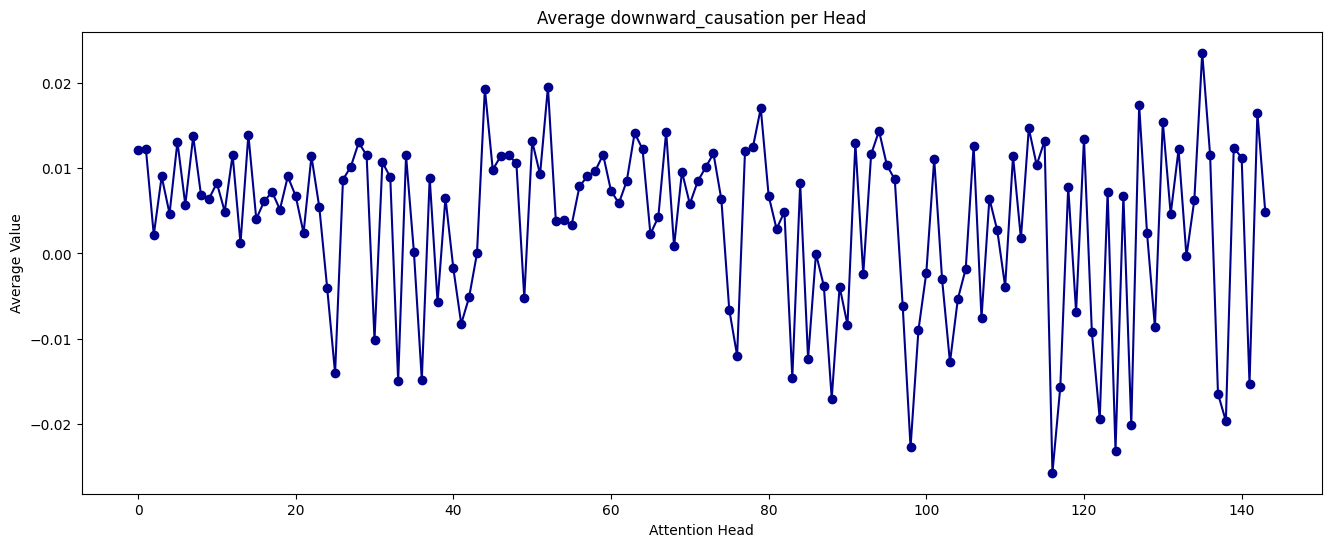 Average downward_causation per Head
Average Value
0.02
0.01
0.00
−0.01
−0.02
0 20 40 60 80 100 120 140
Attention Head